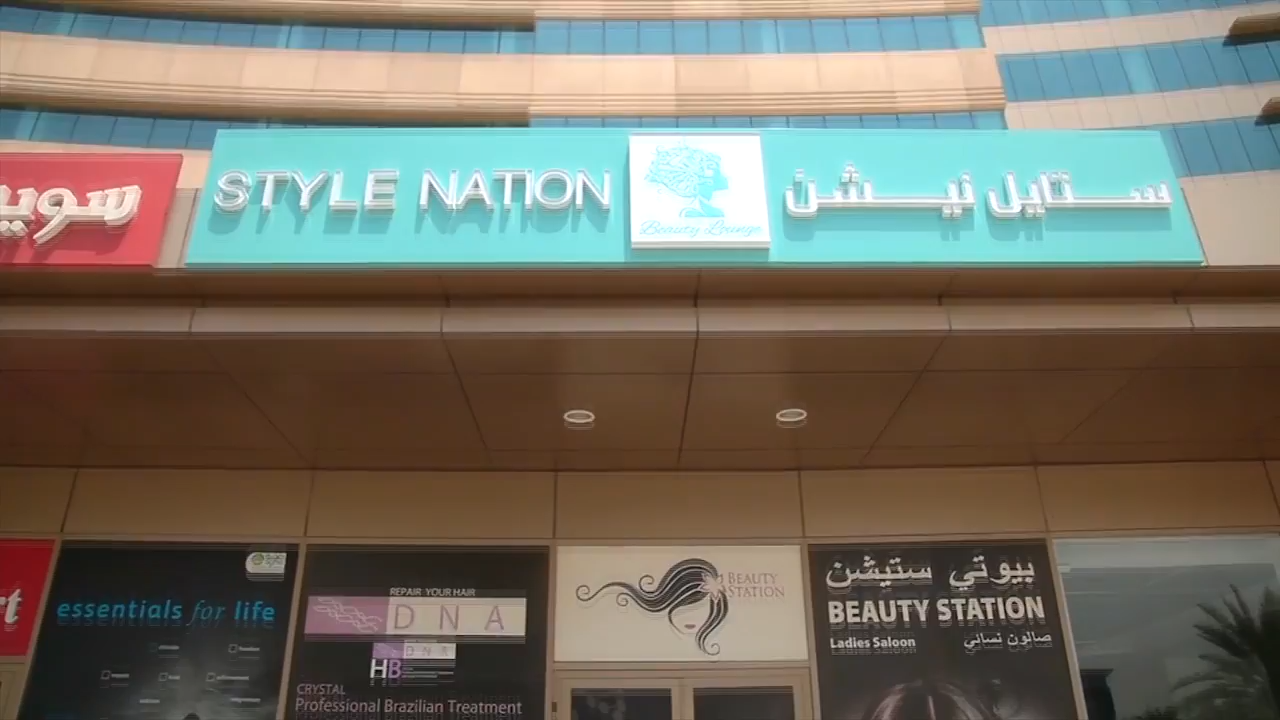 STYLE NATION
Beauty Lounge
ستايل نيشن
essentials for life
REPAIR YOUR HAIR
DNA
DNA
HB
CRYSTAL
Professional Brazilian Treatment
BEAUTY
STATION
بيوتي ستيشن
BEAUTY STATION
Ladies Saloon
صالون نسائي